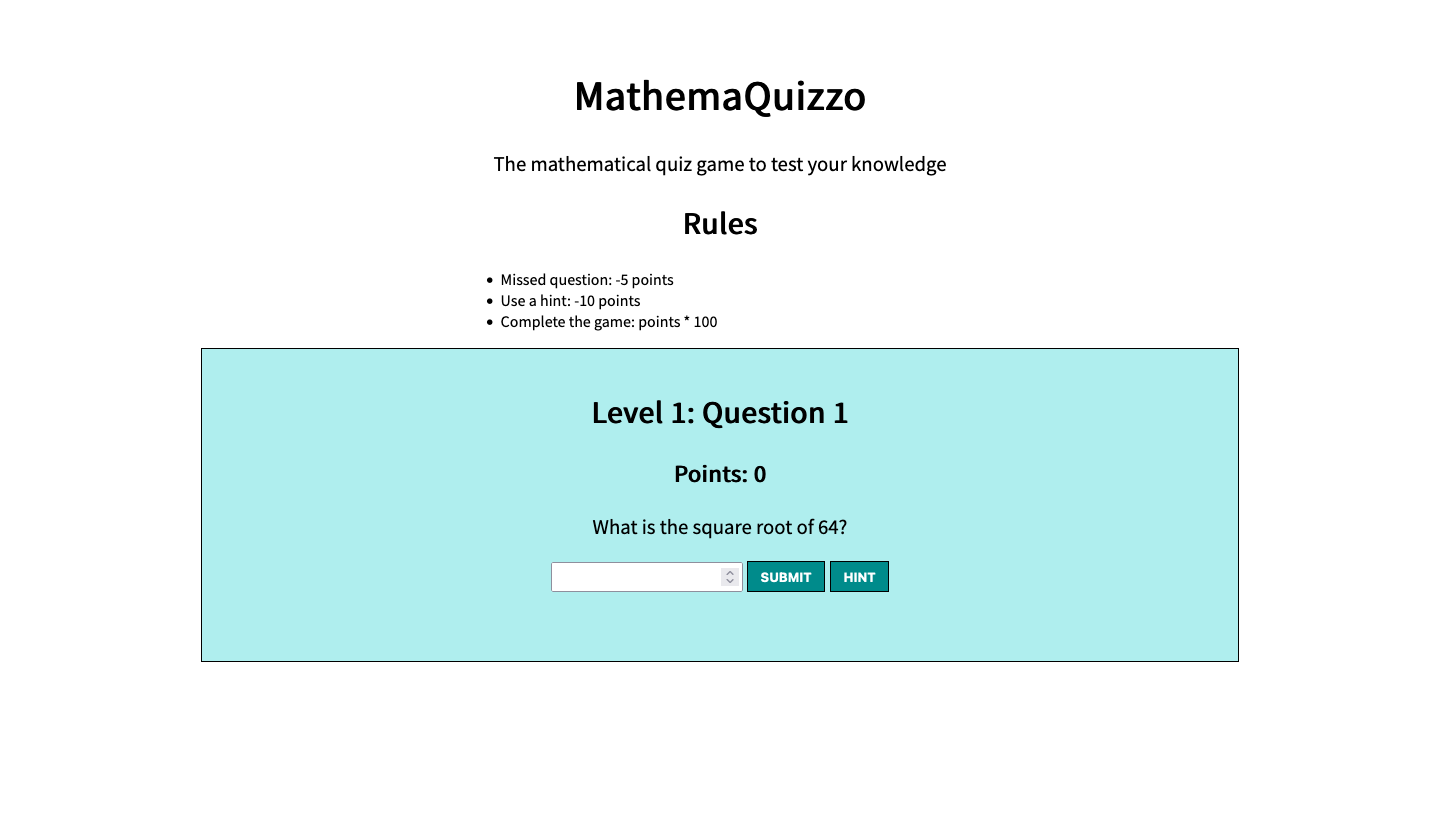 MathemaQuizzo
The mathematical quiz game to test your knowledge
Rules
• Missed question: -5 points
• Use a hint: -10 points
• Complete the game: points * 100
Level 1: Question 1
Points: 0
What is the square root of 64?
SUBMIT HINT